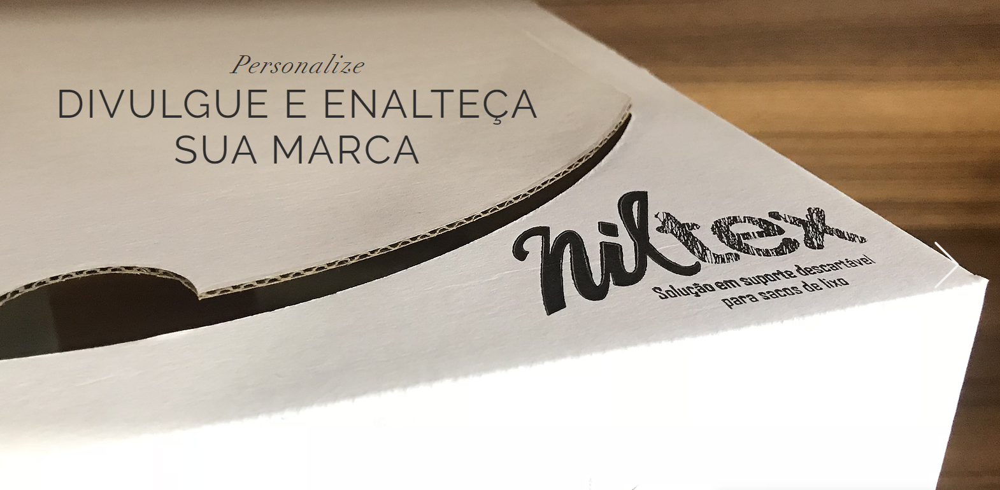 Personalize
DIVULGUE E ENALTEÇA
SUA MARCA
niltex
Solução em suporte descartável
para sacos de lixo